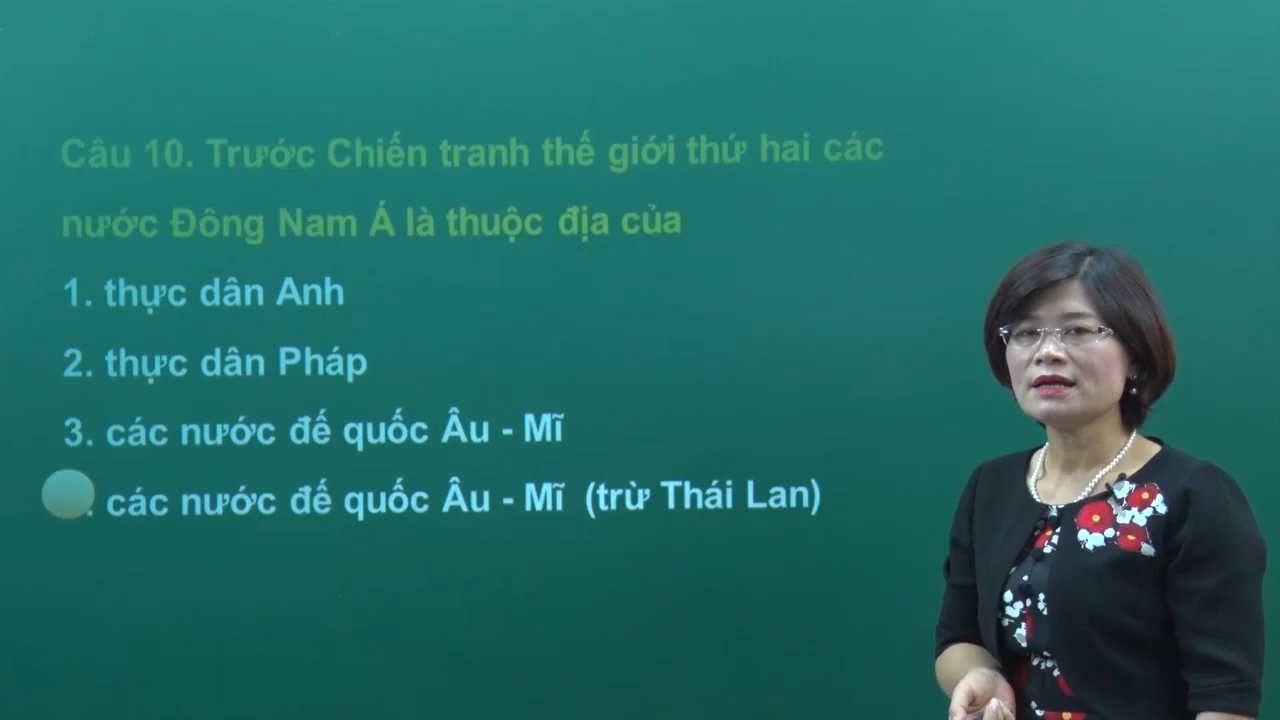 Câu 10. Trước Chiến tranh thế giới thứ hai các
nước Đông Nam Á là thuộc địa của
1. thực dân Anh
2. thực dân Pháp
3. các nước đế quốc Âu - Mĩ
. các nước đế quốc Âu - Mĩ (trừ Thái Lan)